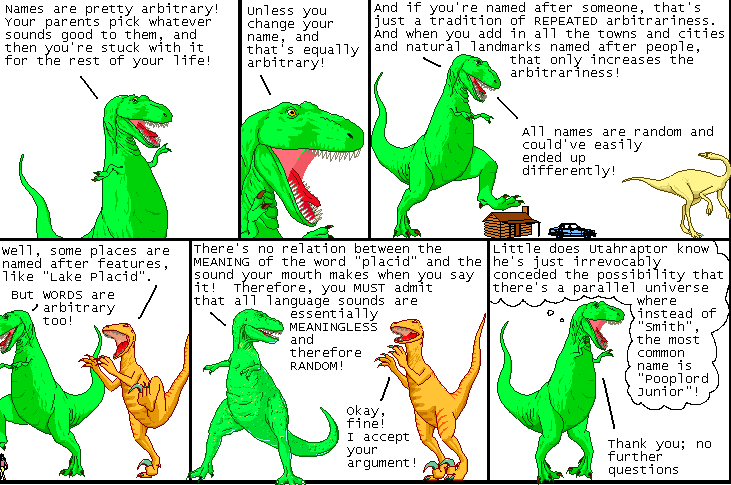 Names are pretty arbitrary!
Your parents pick whatever
sounds good to them, and
then you're stuck with it
for the rest of your life!
Unless you
change your
name, and
that's equally
arbitrary!
And if you're named after someone, that's
just a tradition of REPEATED arbitrariness.
And when you add in all the towns and cities
and natural landmarks named after people,
that only increases the
arbitrariness!
All names are random and
could've easily
ended up
differently!
Well, some places are
named after features,
like "Lake Placid".
But WORDS are
arbitrary
too!
There's no relation between the
MEANING of the word "placid" and the
sound your mouth makes when you say
it! Therefore, you MUST admit
that all language sounds are
essentially
MEANINGLESS
and
therefore
RANDOM!
Okay,
fine!
I accept
your
argument!
Little does Utahraptor know
he's just irrevocably
conceded the possibility that
there's a parallel universe
where
instead of
"Smith",
the most
common
name is
"Pooplord
Junior"!
Thank you; no
further
questions